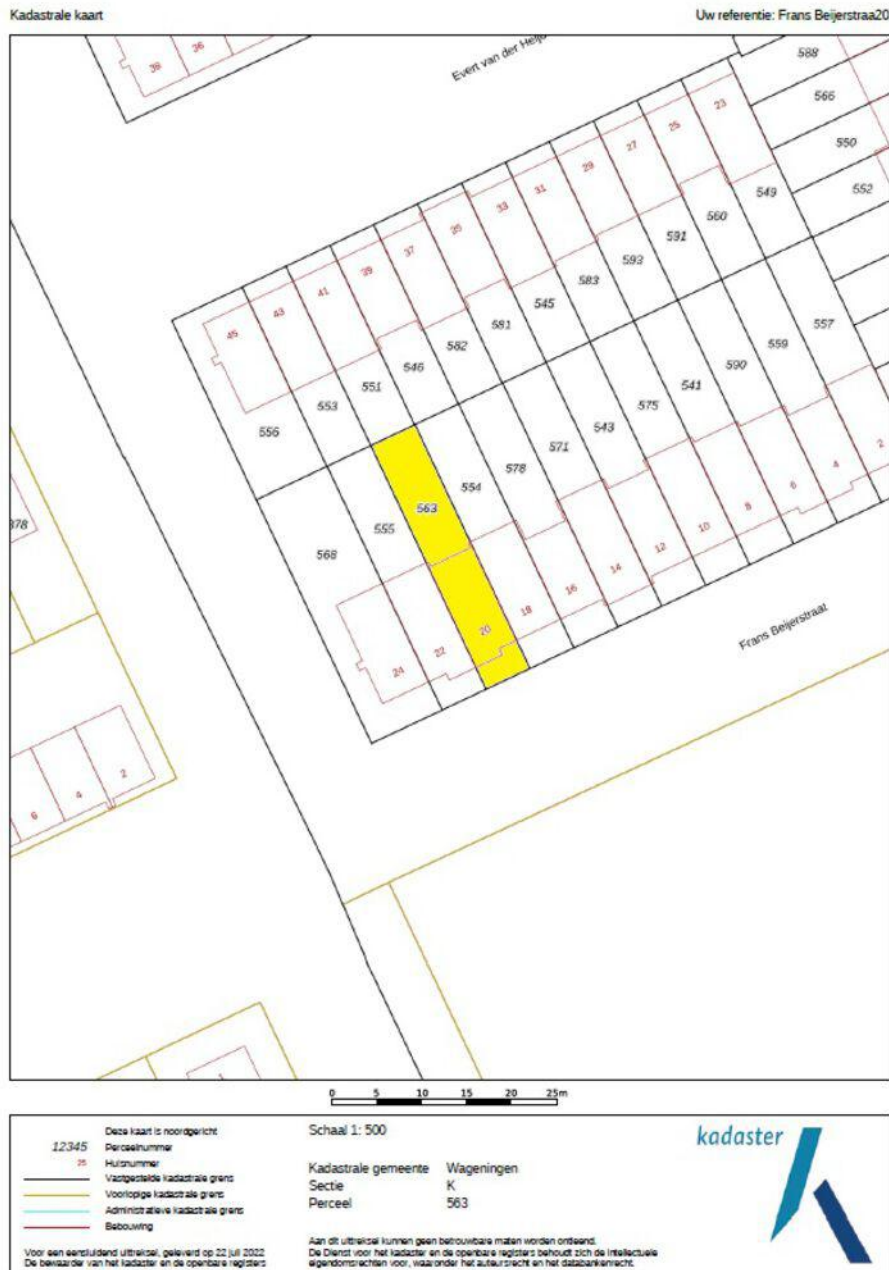 Kadastrale kaart
Uw referentie: Frans Beijerstraa20
38
36
Evert van der
588
566
550
552
23
25
27
29
31
33
35
37
39
41
43
45
549
560
591
593
583
545
581
582
546
551
553
556
557
559
590
541
575
543
571
578
554
563
555
568
2
4
6
8
10
12
14
16
18
20
22
24
Frans Beijerstraat
378
2
4
6
0 5 10 15 20 25m
Deze kaart is noordgericht
12345 Perceelnummer
25 Huisnummer
Vastgestelde kadastrale grens
Voorlopige kadastrale grens
Administratieve kadastrale grens
Bebouwing
Voor een eensluidend uittreksel, geleverd op 22 juli 2022
De bewaarder van het kadaster en de openbare registers
Schaal 1: 500
Kadastrale gemeente Wageningen
Sectie K
Perceel 563
Aan dit uittreksel kunnen geen betrouwbare maten worden ontleend.
De Dienst voor het kadaster en de openbare registers behoudt zich de intellectuele
eigendomsrechten voor, waaronder het auteursrecht en het databankenrecht.
kadaster